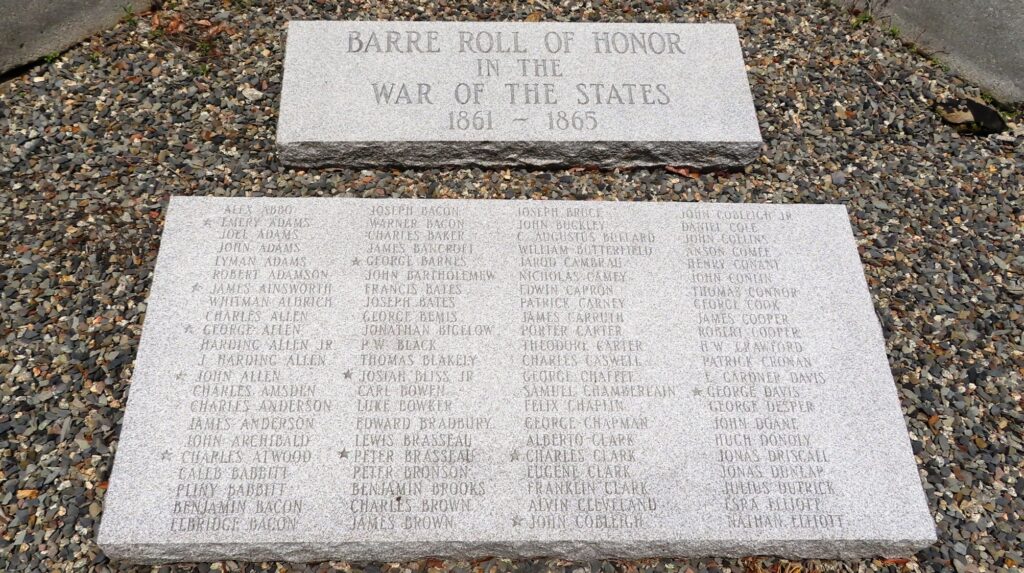 BARRE ROLL OF HONOR
IN THE
WAR OF THE STATES
1861 - 1865
ALEX ABBO
★ EMERY ADAMS
JOEL ADAMS
JOHN ADAMS
LYMAN ADAMS
ROBERT ADAMSON
★ JAMES AINSWORTH
WHITMAN ALDRICH
CHARLES ALLEN
★ GEORGE ALLEN
HARDING ALLEN JR
J. HARDING ALLEN
★ JOHN ALLEN
CHARLES AMSDEN
CHARLES ANDERSON
JAMES ANDERSON
JOHN ARCHIBALD
★ CHARLES ATWOOD
CALEB BABBITT
PLINY BABBITT
BENJAMIN BACON
ELBRIDGE BACON
JOSEPH BACON
WARNER BACON
CHARLES BAKER
JAMES BANCROFT
★ GEORGE BARNES
JOHN BARTHOLEMEW
FRANCIS BATES
JOSEPH BATES
GEORGE BEMIS
JONATHAN BIGELOW
P.W. BLACK
THOMAS BLAKELY
★ JOSIAH BLISS, JR
CARL BOWEN
LUKE BOWKER
EDWARD BRADBURY
LEWIS BRASSEAU
★ PETER BRASSEAU
PETER BRONSON
BENJAMIN BROOKS
CHARLES BROWN
JAMES BROWN
JOSEPH BRUCE
JOHN BUCKLEY
C. AUGUSTUS BULLARD
WILLIAM BUTTERFIELD
CAMBRIDGE
NICHOLAS CAMEY
EDWIN CAPRON
PATRICK CARNEY
JAMES CARRUTH
PORTER CARTER
THEODORE CARTER
CHARLES CASWELL
GEORGE CHAFFEE
SAMUEL CHAMBERLAIN
FELIX CHAPLIN
GEORGE CHAPMAN
ALBERTO CLARK
★ CHARLES CLARK
EUGENE CLARK
FRANKLIN CLARK
ALVIN CLEVELAND
★ JOHN COBLEIGH
JOHN COBLEIGH JR
DANIEL COLE
JOHN COLLINS
ANSON COMEE
HENRY CONANT
JOHN CONLAN
THOMAS CONNOR
GEORGE COOK
JAMES COOPER
ROBERT COOPER
H.W. CRAWFORD
PATRICK CRONAN
E. GARDNER DAVIS
★ GEORGE DAVIS
GEORGE DESPER
JOHN DOANE
HUGH DONOLY
JONAS DRISCALL
JONAS DUNLAP
JULIUS DUTRICK
ESRA ELLIOTT
NATHAN ELLIOTT